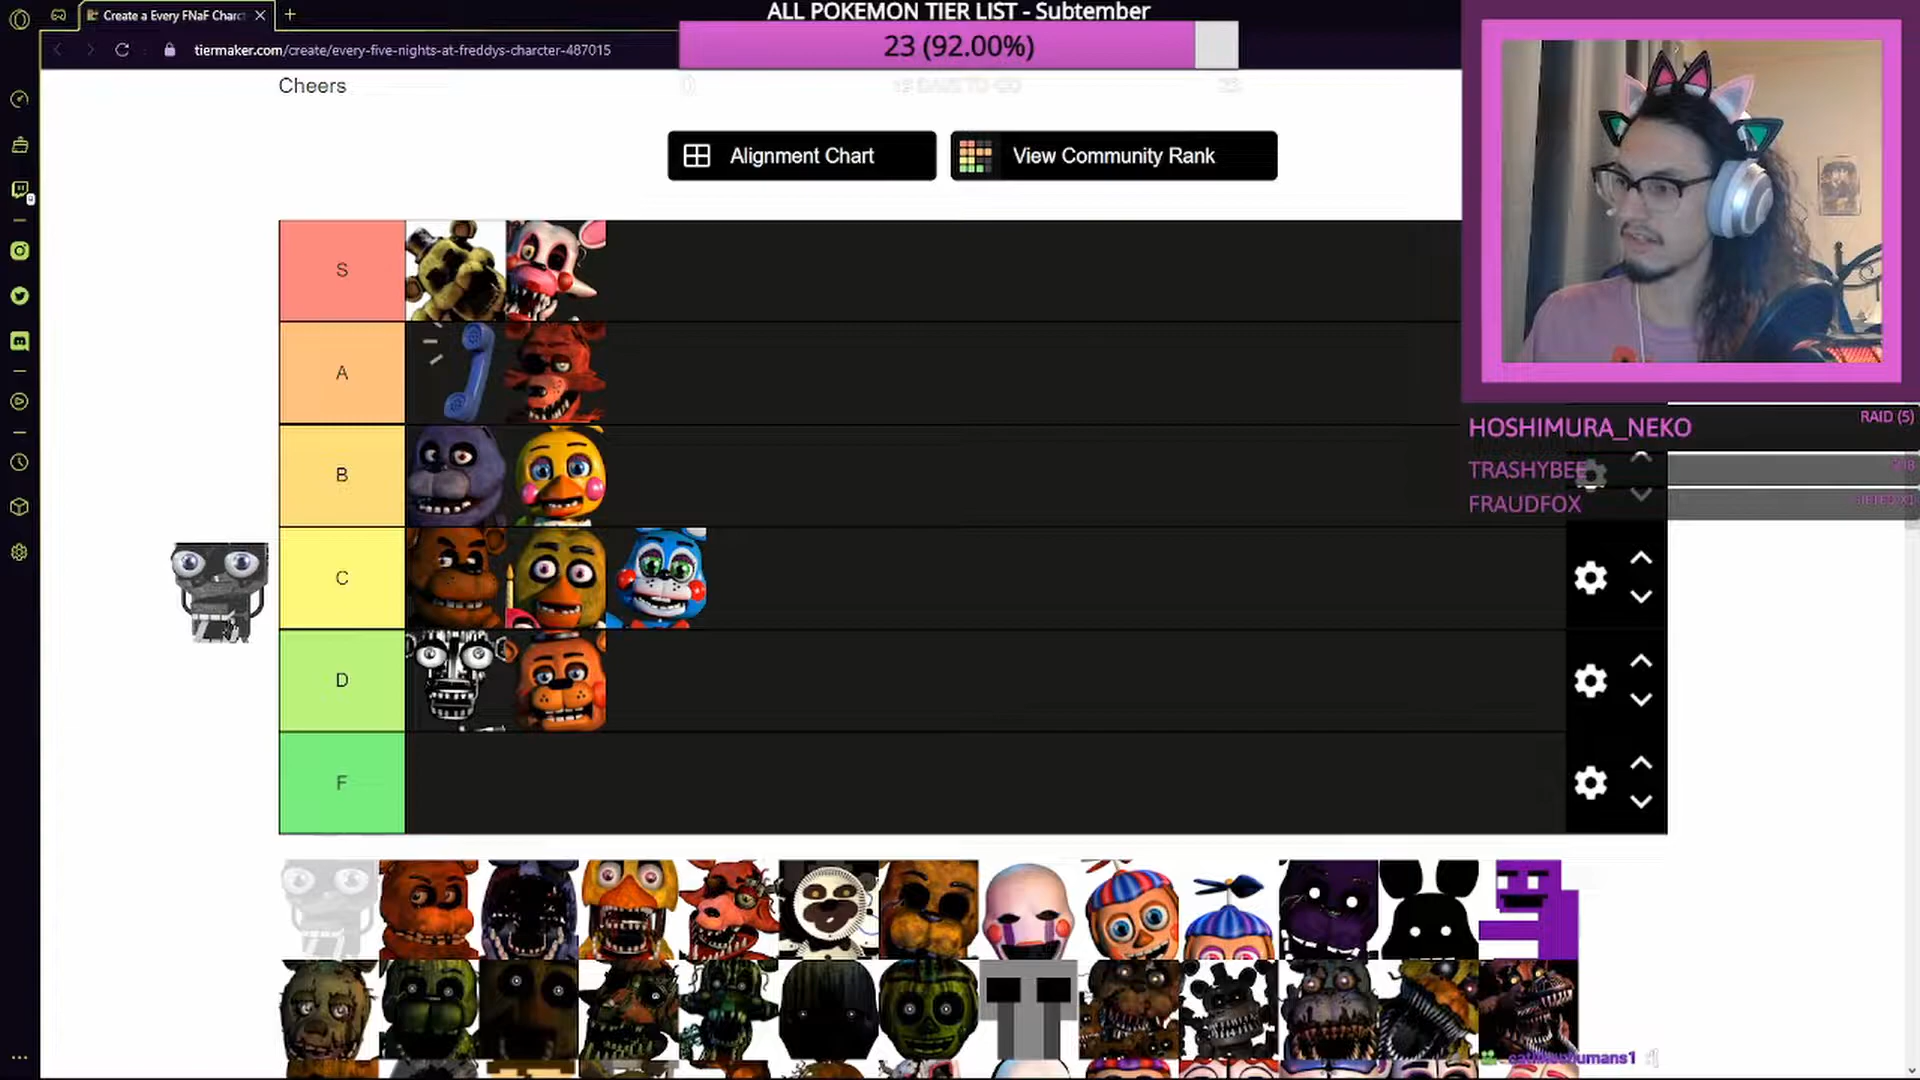 ALL POKEMON TIER LIST - Subtember
Create a Every FNaF Charc
23 (92.00%)
tiermaker.com/create/every-five-nights-at-freddys-charcter-487015
Cheers
Alignment Chart
View Community Rank
S
A
B
C
D
F
HOSHIMURA_NEKO
RAID (5)
TRASHYBEE
FRAUDFOX